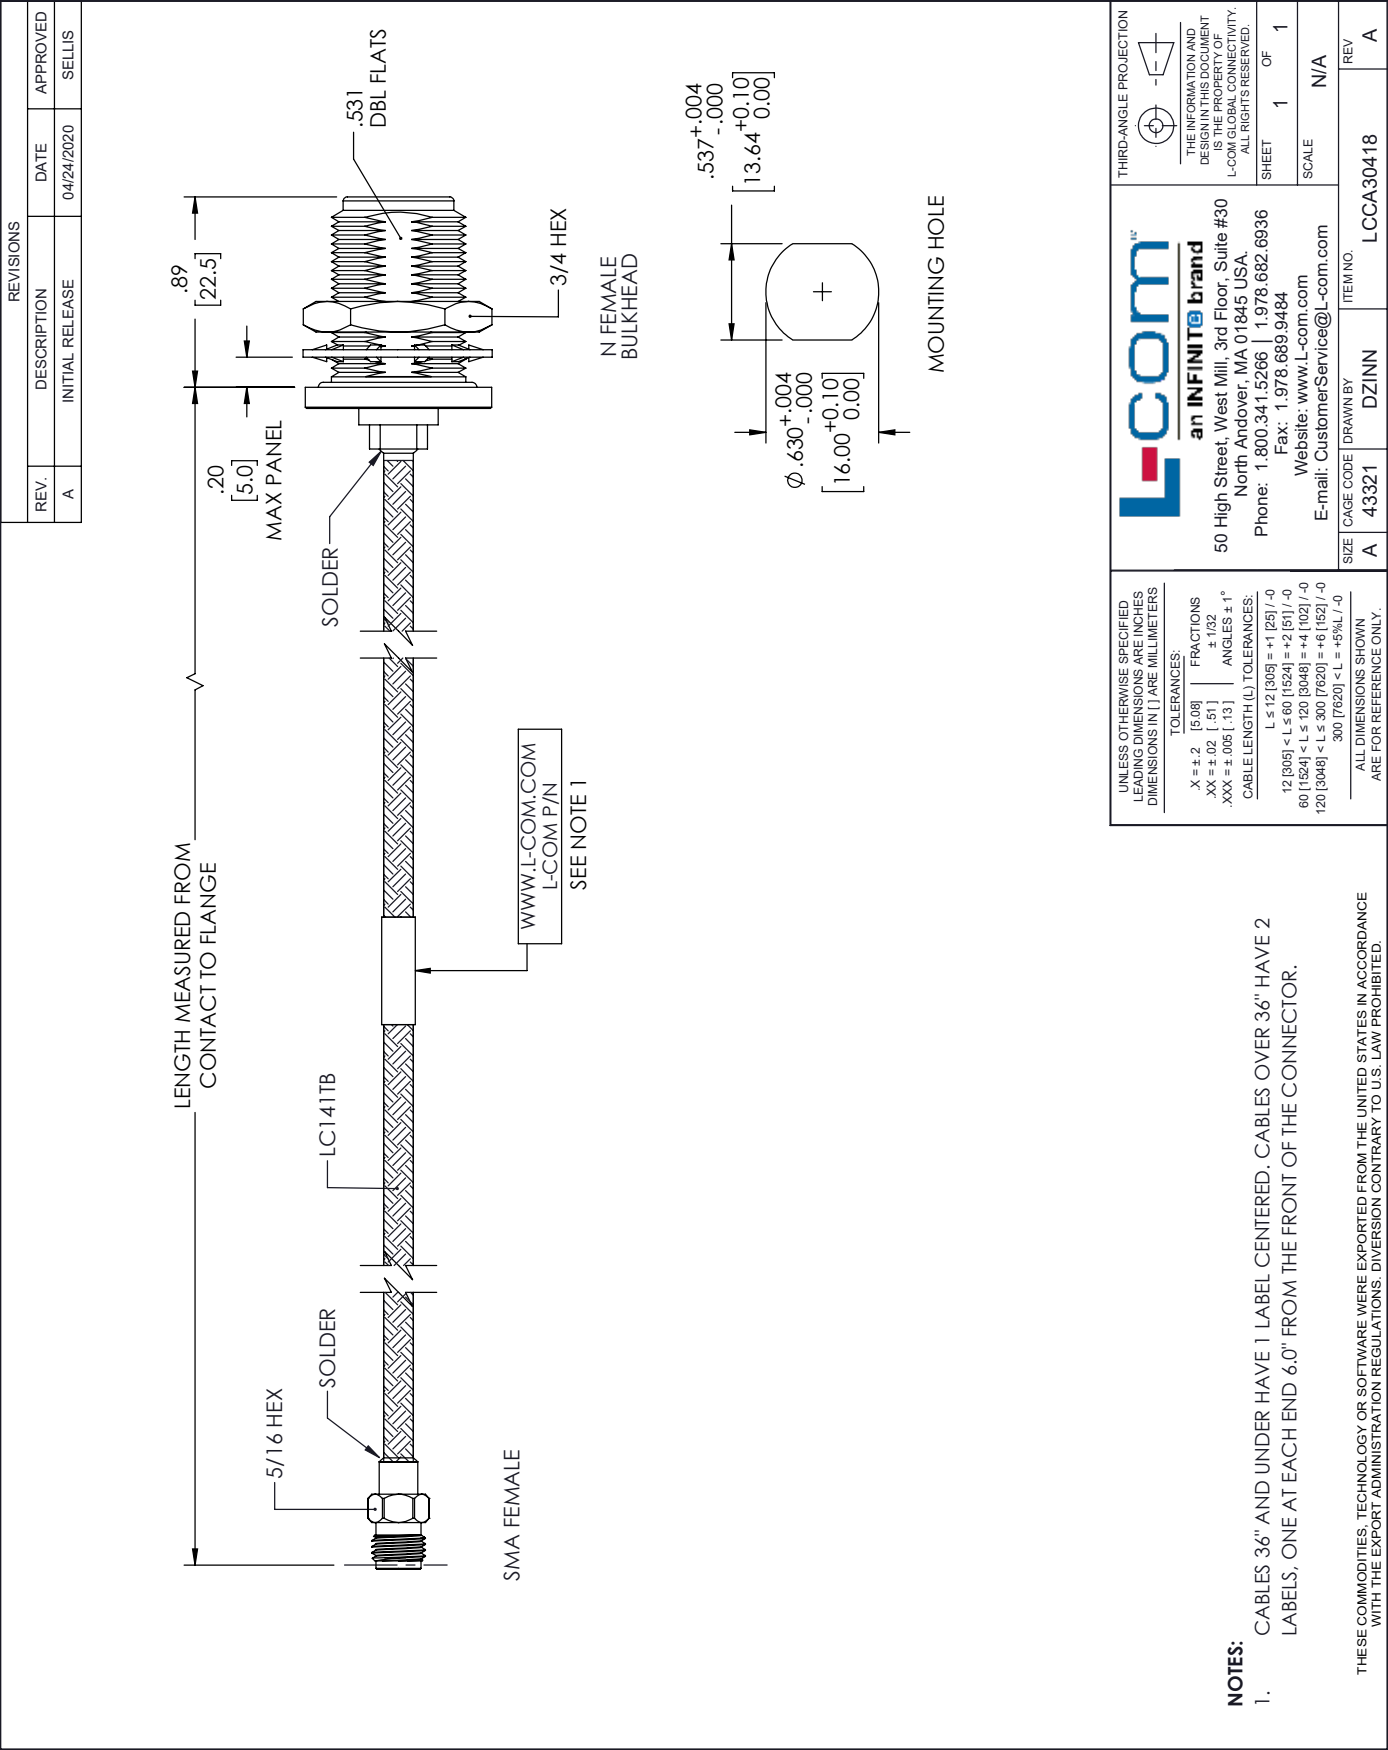 REVISIONS
REV. DESCRIPTION DATE APPROVED
A INITIAL RELEASE 04/24/2020 SELLIS
LENGTH MEASURED FROM
CONTACT TO FLANGE
.89
[22.5]
.20
[5.0]
MAX PANEL
5/16 HEX
SOLDER
LC141TB
SOLDER
.531
DBL FLATS
3/4 HEX
WWW.L-COM.COM
L-COM P/N
SEE NOTE 1
SMA FEMALE
N FEMALE
BULKHEAD
.537 +.004 -.000
[13.64 +0.10 0.00]
Ø .630 +.004 -.000
[16.00 +0.10 0.00]
MOUNTING HOLE
NOTES:
1. CABLES 36" AND UNDER HAVE 1 LABEL CENTERED. CABLES OVER 36" HAVE 2
LABELS, ONE AT EACH END 6.0" FROM THE FRONT OF THE CONNECTOR.
THESE COMMODITIES, TECHNOLOGY OR SOFTWARE WERE EXPORTED FROM THE UNITED STATES IN ACCORDANCE
WITH THE EXPORT ADMINISTRATION REGULATIONS. DIVERSION CONTRARY TO U.S. LAW PROHIBITED.
UNLESS OTHERWISE SPECIFIED
LEADING DIMENSIONS ARE INCHES
DIMENSIONS IN [ ] ARE MILLIMETERS
TOLERANCES:
.X = ±.2 [5.08] FRACTIONS
.XX = ±.02 [ .51] ± 1/32
.XXX = ±.005 [ .13] ANGLES ± 1°
CABLE LENGTH (L) TOLERANCES:
L ≤ 12 [305] = +1 [25] / -0
12 [305] < L ≤ 60 [1524] = +2 [51] / -0
60 [1524] < L ≤ 120 [3048] = +4 [102] / -0
120 [3048] < L ≤ 300 [7620] = +6 [152] / -0
300 [7620] < L = +5%L / -0
ALL DIMENSIONS SHOWN
ARE FOR REFERENCE ONLY.
L-com
an INFINITe brand
50 High Street, West Mill, 3rd Floor, Suite #30
North Andover, MA 01845 USA.
Phone: 1.800.341.5266 | 1.978.682.6936
Fax: 1.978.689.9484
Website: www.L-com.com
E-mail: CustomerService@L-com.com
THIRD-ANGLE PROJECTION
THE INFORMATION AND
DESIGN IN THIS DOCUMENT
IS THE PROPERTY OF
L-COM GLOBAL CONNECTIVITY.
ALL RIGHTS RESERVED.
SHEET 1 OF 1
SCALE N/A
SIZE A
CAGE CODE 43321
DRAWN BY DZINN
ITEM NO. LCCA30418
REV A